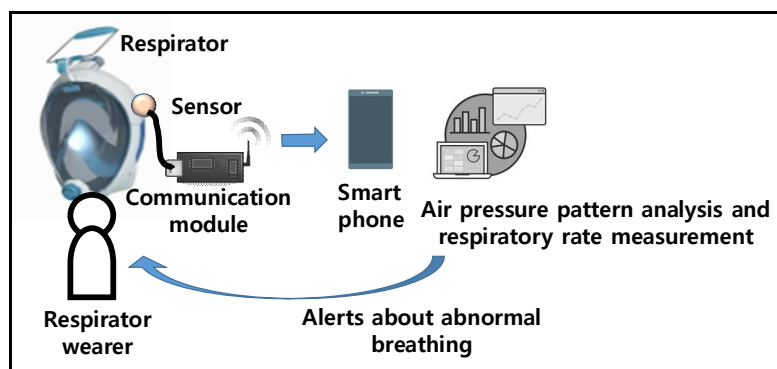 Respirator
Sensor
Communication
module
Smart
phone
Air pressure pattern analysis and
respiratory rate measurement
Respirator
wearer
Alerts about abnormal
breathing